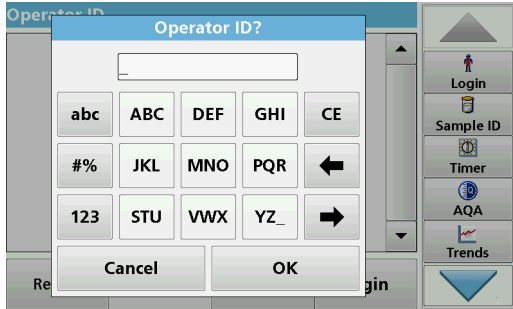 Operator ID
Operator ID?
_
abc ABC DEF GHI CE
#% JKL MNO PQR
123 STU VWX YZ_
Cancel OK
Login
Sample ID
Timer
AQA
Trends